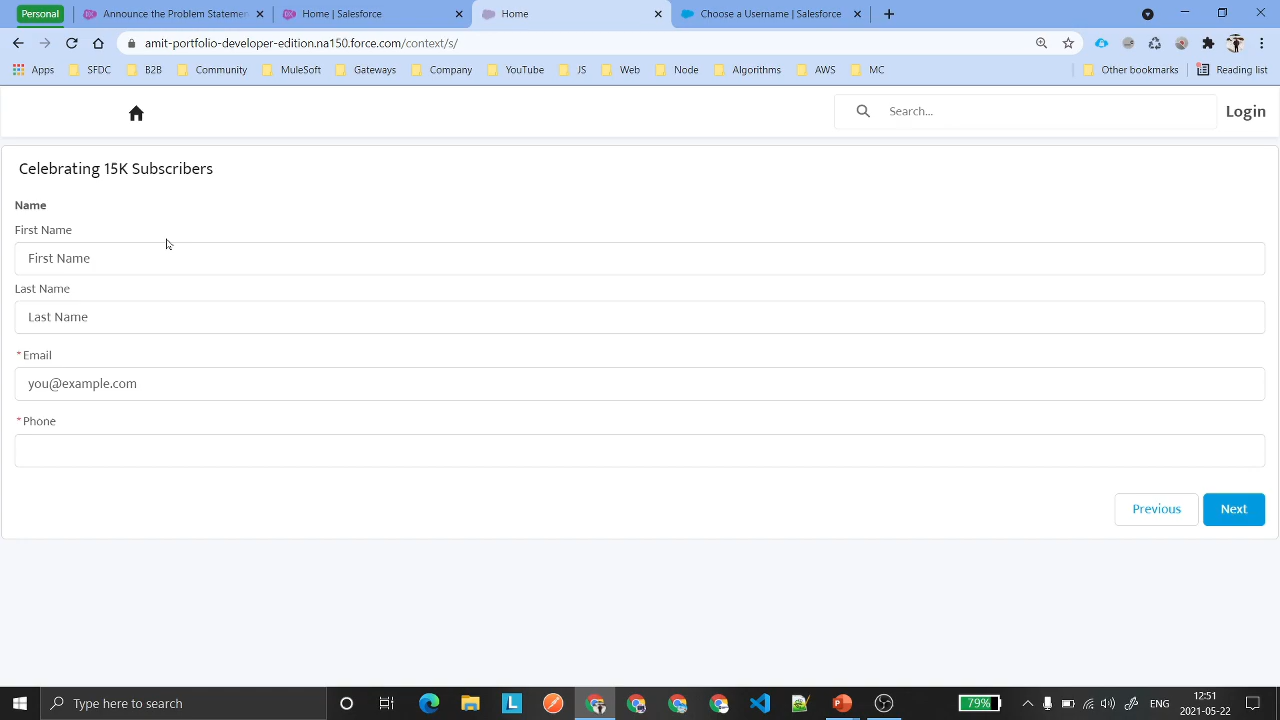 Personal
Announcing the Problem Statemen
Home | Salesforce
Home
Choose a Username | Salesforce
amit-portfolio-developer-edition.na150.force.com/context/s/
Apps SFDC B2B Community MuleSoft Getways Company YouTube JS Web Node Algorithms AWS MC Other bookmarks Reading list
Search...
Login
Celebrating 15K Subscribers
Name
First Name
First Name
Last Name
Last Name
*Email
you@example.com
*Phone
Previous
Next
Type here to search
L
79%
ENG
12:51
2021-05-22